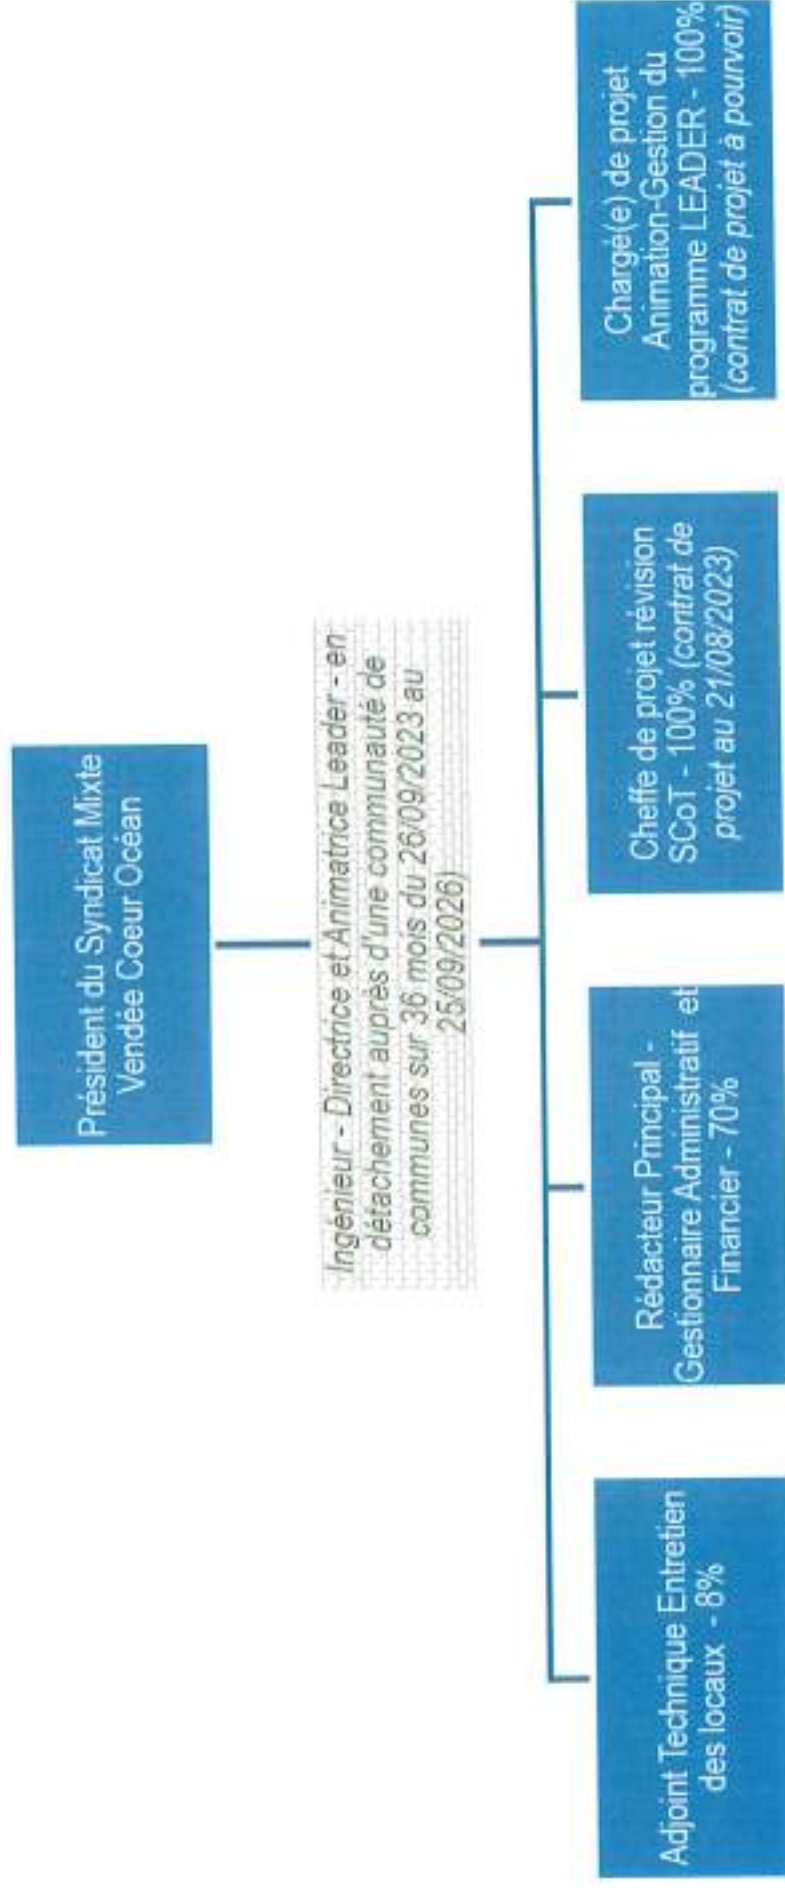 Président du Syndicat Mixte
Vendée Coeur Océan
Ingénieur - Directrice et Animatrice Leader - en
détachement auprès d'une communauté de
communes sur 36 mois du 26/09/2023 au
25/09/2026)
Adjoint Technique Entretien
des locaux - 8%
Rédacteur Principal -
Gestionnaire Administratif et
Financier - 70%
Cheffe de projet révision
SCoT - 100% (contrat de
projet au 21/08/2023)
Chargé(e) de projet
Animation-Gestion du
programme LEADER - 100%
(contrat de projet à pourvoir)